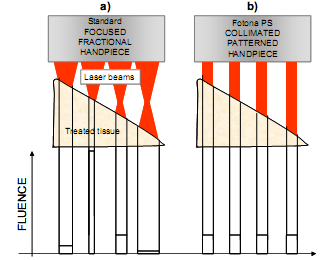 a)
b)
Standard
FOCUSED
FRACTIONAL
HANDPIECE
Fotona PS
COLLIMATED
PATTERNED
HANDPIECE
Laser beams
Treated tissue
FLUENCE